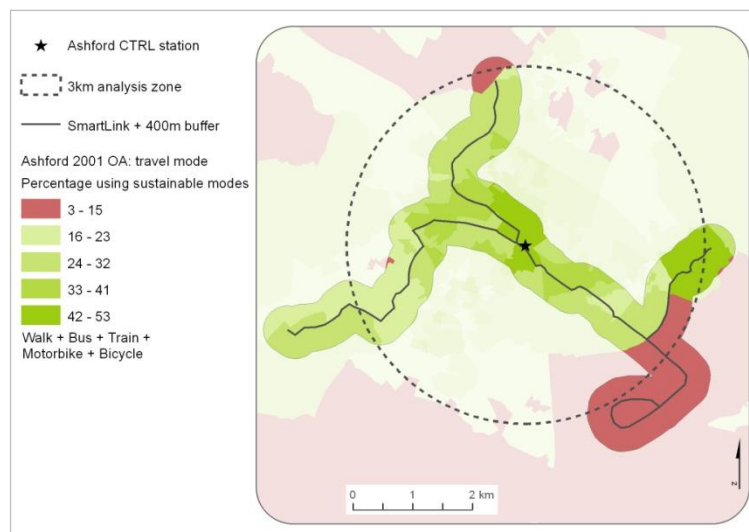 Ashford CTRL station
3km analysis zone
SmartLink + 400m buffer
Ashford 2001 OA: travel mode
Percentage using sustainable modes
3 - 15
16 - 23
24 - 32
33 - 41
42 - 53
Walk + Bus + Train +
Motorbike + Bicycle
0 1 2 km
N